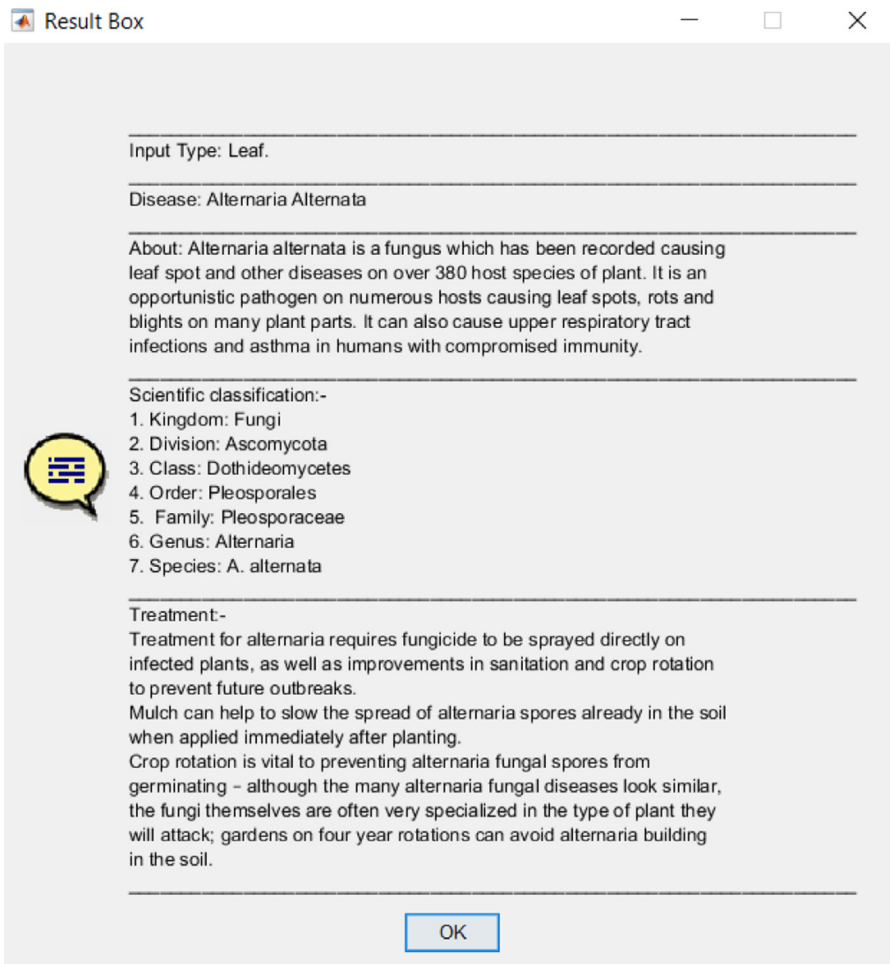 Result Box
Input Type: Leaf.
Disease: Alternaria Alternata
About: Alternaria alternata is a fungus which has been recorded causing
leaf spot and other diseases on over 380 host species of plant. It is an
opportunistic pathogen on numerous hosts causing leaf spots, rots and
blights on many plant parts. It can also cause upper respiratory tract
infections and asthma in humans with compromised immunity.
Scientific classification:-
1. Kingdom: Fungi
2. Division: Ascomycota
3. Class: Dothideomycetes
4. Order: Pleosporales
5.  Family: Pleosporaceae
6. Genus: Alternaria
7. Species: A. alternata
Treatment:-
Treatment for alternaria requires fungicide to be sprayed directly on
infected plants, as well as improvements in sanitation and crop rotation
to prevent future outbreaks.
Mulch can help to slow the spread of alternaria spores already in the soil
when applied immediately after planting.
Crop rotation is vital to preventing alternaria fungal spores from
germinating – although the many alternaria fungal diseases look similar,
the fungi themselves are often very specialized in the type of plant they
will attack; gardens on four year rotations can avoid alternaria building
in the soil.
OK